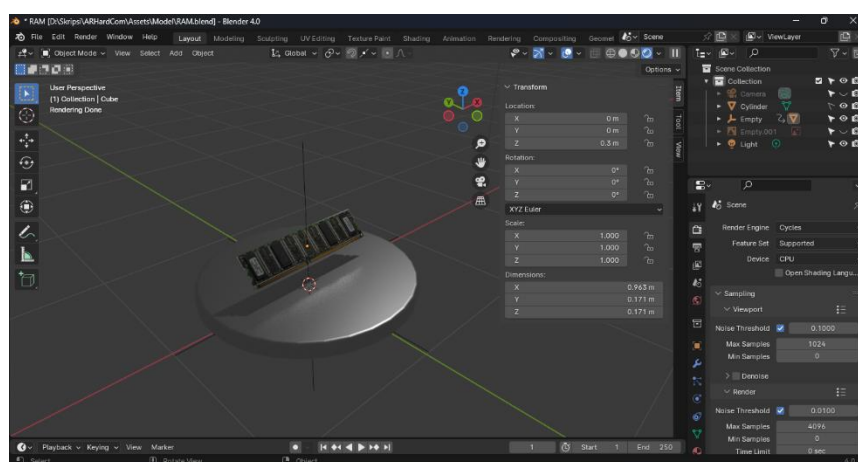 * RAM [D:\Skripsi\ARHardCom\Assets\Model\RAM.blend] - Blender 4.0
File Edit Render Window Help Layout Modeling Sculpting UV Editing Texture Paint Shading Animation Rendering Compositing Geomet Scene ViewLayer
Object Mode View Select Add Object Global
Options
User Perspective
(1) Collection | Cube
Rendering Done
Transform
Location:
X 0 m
Y 0 m
Z 0.3 m
Rotation:
X 0°
Y 0°
Z 0°
XYZ Euler
Scale:
X 1.000
Y 1.000
Z 1.000
Dimensions:
X 0.963 m
Y 0.171 m
Z 0.171 m
Item
Tool
View
Scene Collection
Collection
Camera
Cylinder
Empty
Empty.001
Light
Scene
Render Engine Cycles
Feature Set Supported
Device CPU
Open Shading Langu...
Sampling
Viewport
Noise Threshold 0.1000
Max Samples 1024
Min Samples 0
Denoise
Render
Noise Threshold 0.0100
Max Samples 4096
Min Samples 0
Time Limit 0 sec
Playback Keying View Marker 1 Start 1 End 250
Select Rotate View Object 4.0